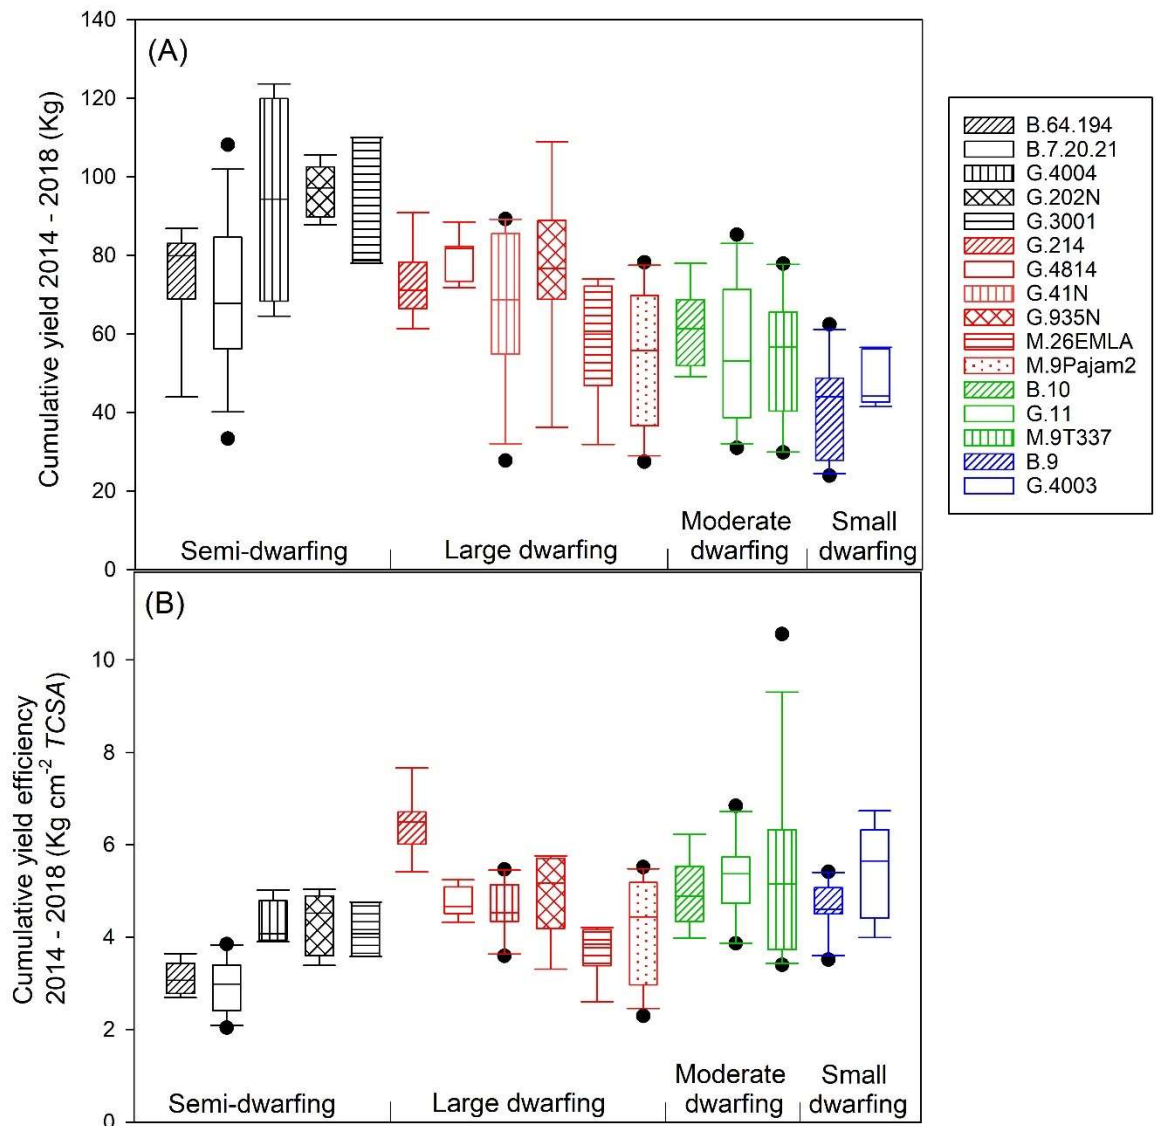 (A)
Cumulative yield 2014 - 2018 (Kg)
140
120
100
80
60
40
20
0
Semi-dwarfing
Large dwarfing
Moderate
dwarfing
Small
dwarfing
B.64.194
B.7.20.21
G.4004
G.202N
G.3001
G.214
G.4814
G.41N
G.935N
M.26EMLA
M.9Pajam2
B.10
G.11
M.9T337
B.9
G.4003
(B)
Cumulative yield efficiency
2014 - 2018 (Kg cm⁻² TCSA)
10
8
6
4
2
0
Semi-dwarfing
Large dwarfing
Moderate
dwarfing
Small
dwarfing